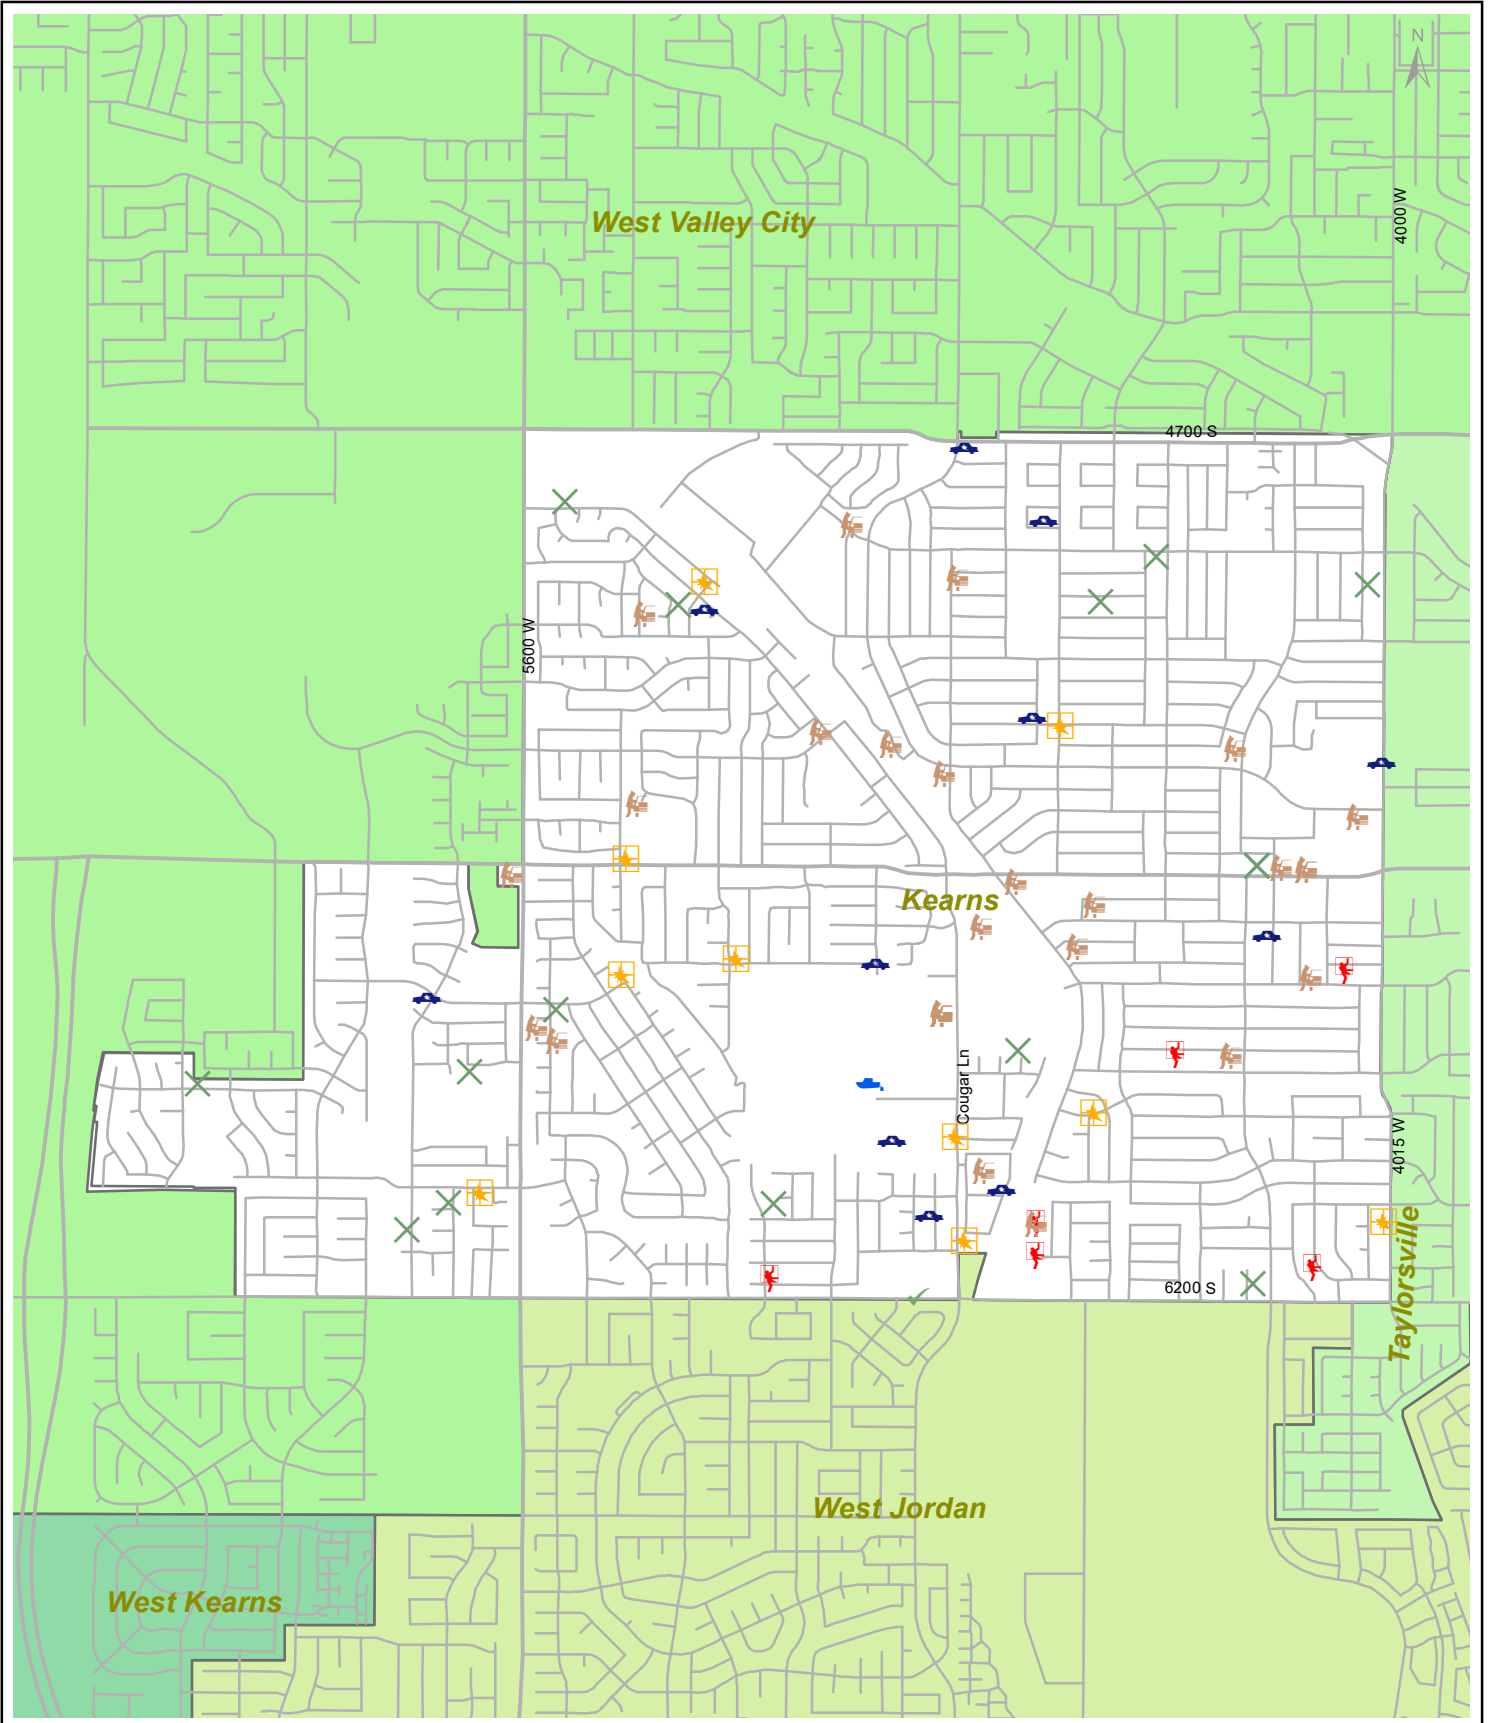 N
4000 W
West Valley City
4700 S
5600 W
Kearns
Cougar Ln
4015 W
Taylorsville
6200 S
West Jordan
West Kearns